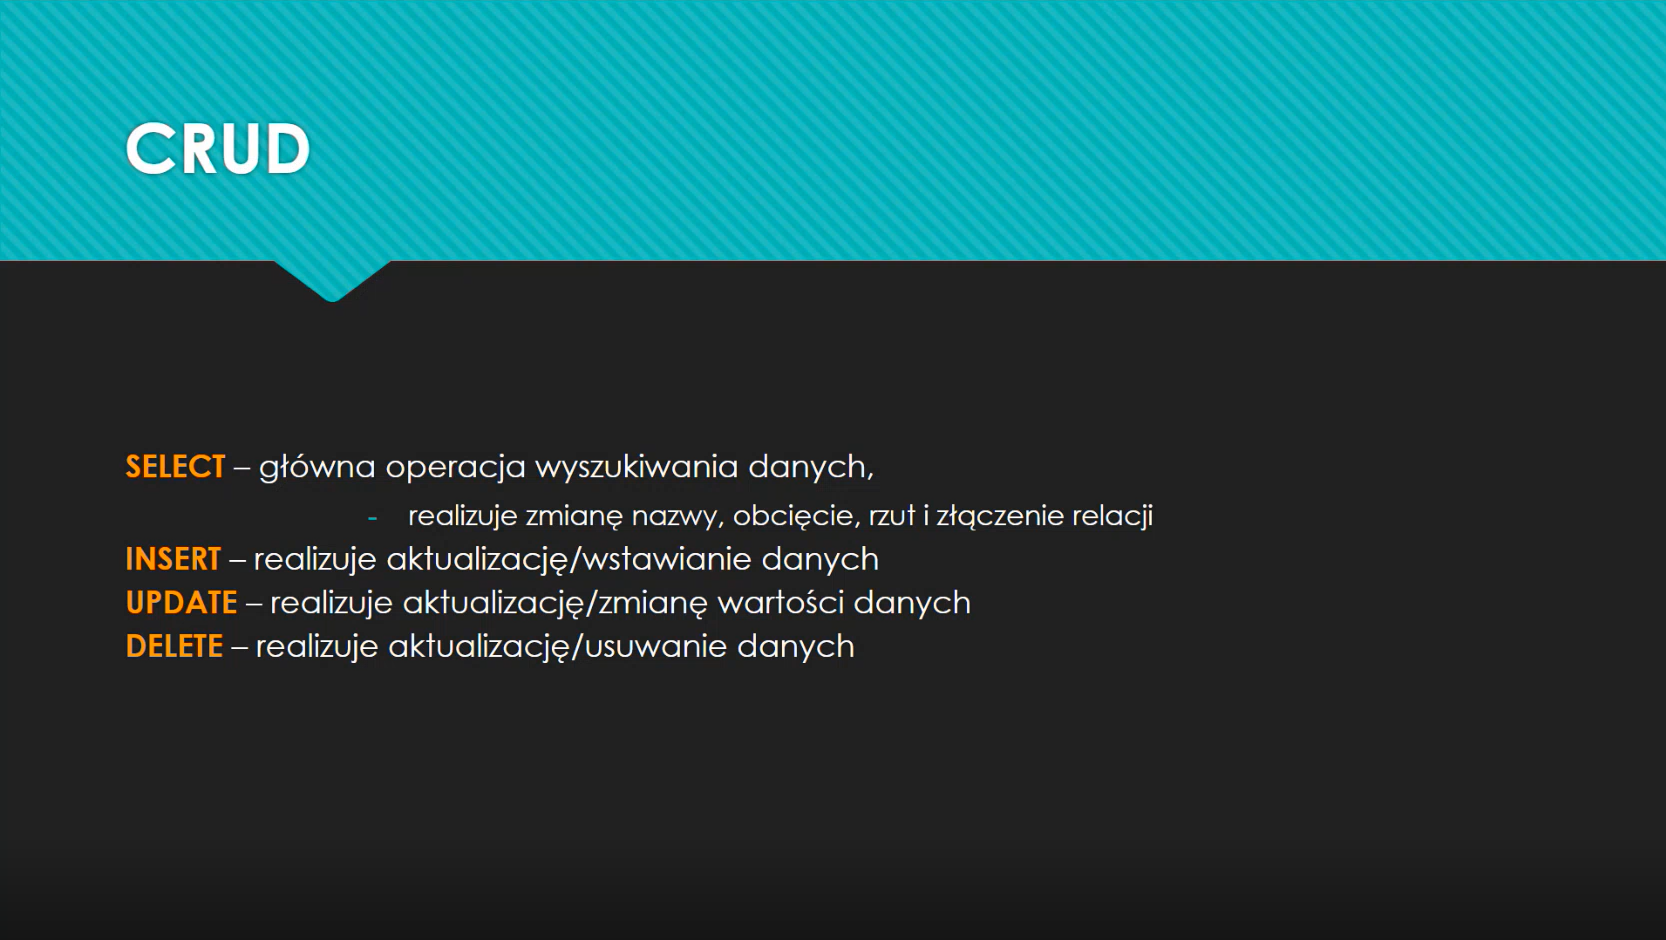 CRUD
SELECT – główna operacja wyszukiwania danych,
- realizuje zmianę nazwy, obcięcie, rzut i złączenie relacji
INSERT – realizuje aktualizację/wstawianie danych
UPDATE – realizuje aktualizację/zmianę wartości danych
DELETE – realizuje aktualizację/usuwanie danych